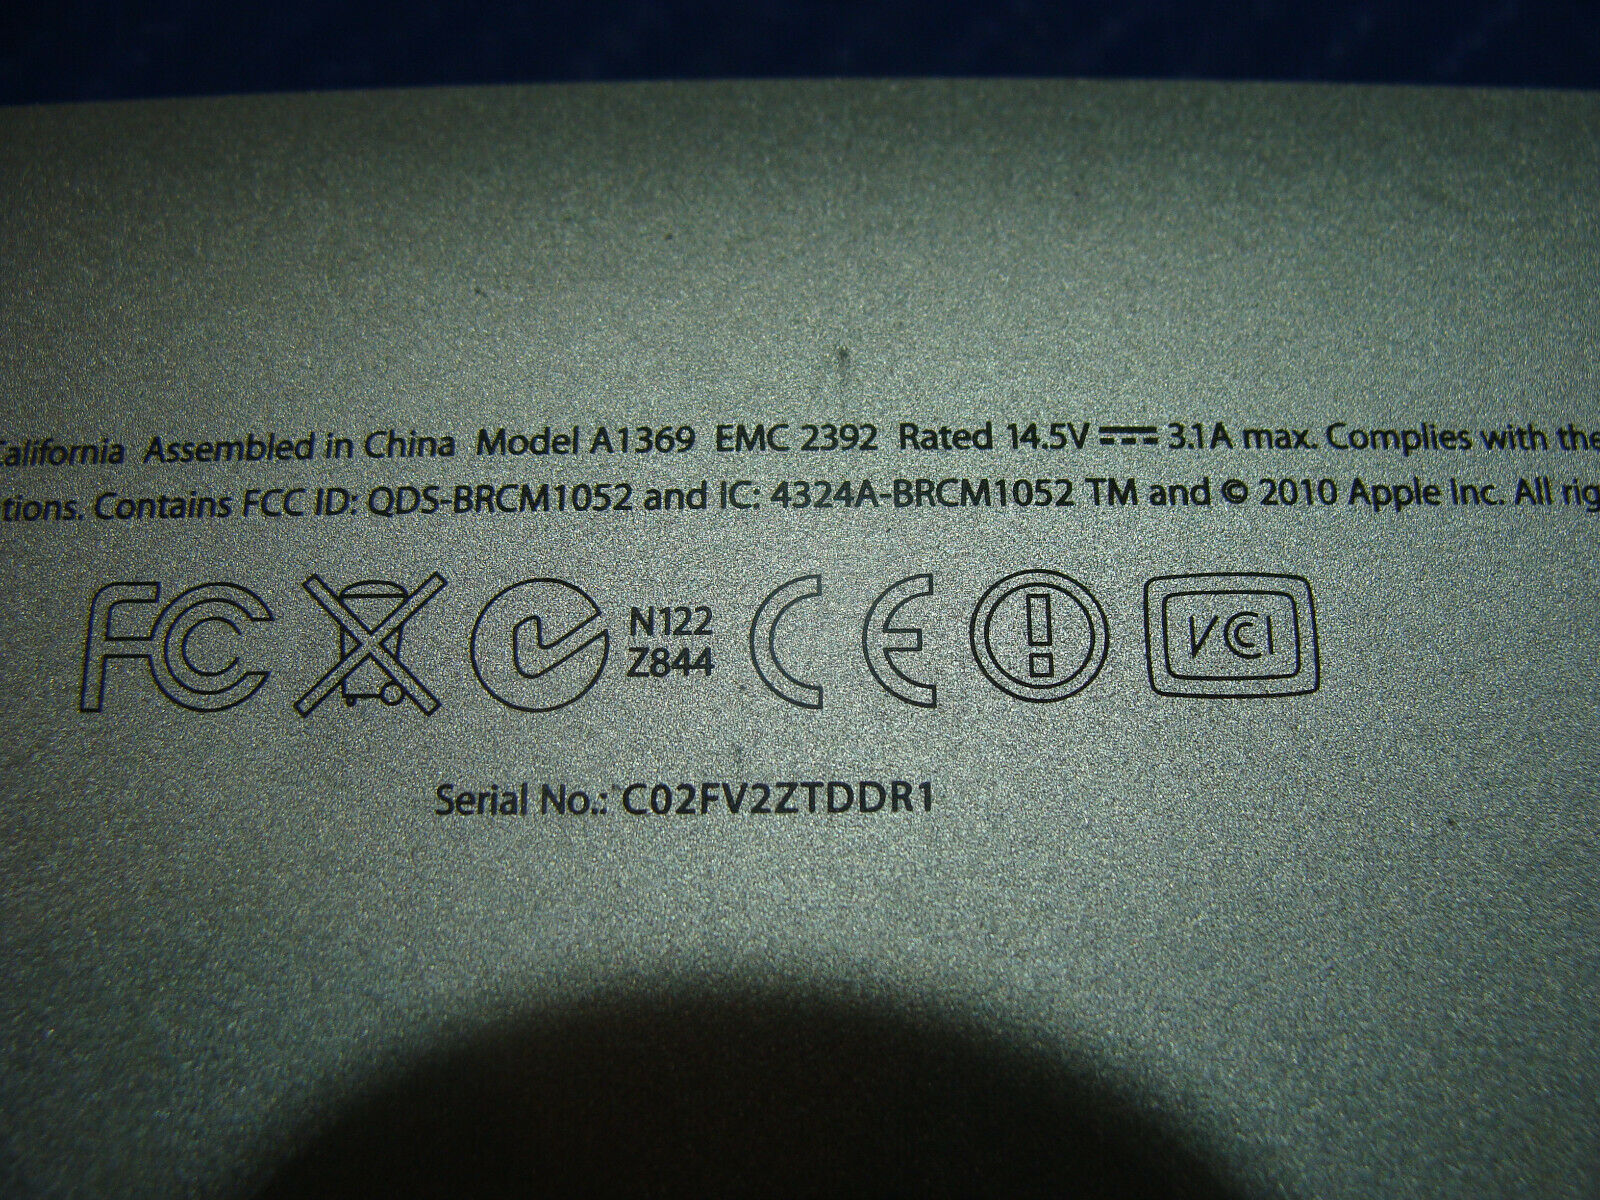 California Assembled in China Model A1369 EMC 2392 Rated 14.5V 3.1A max. Complies with the
tions. Contains FCC ID: QDS-BRCM1052 and IC: 4324A-BRCM1052 TM and © 2010 Apple Inc. All rig
FC N122 CE VCCI
Z844
Serial No.: C02FV2ZTDDR1